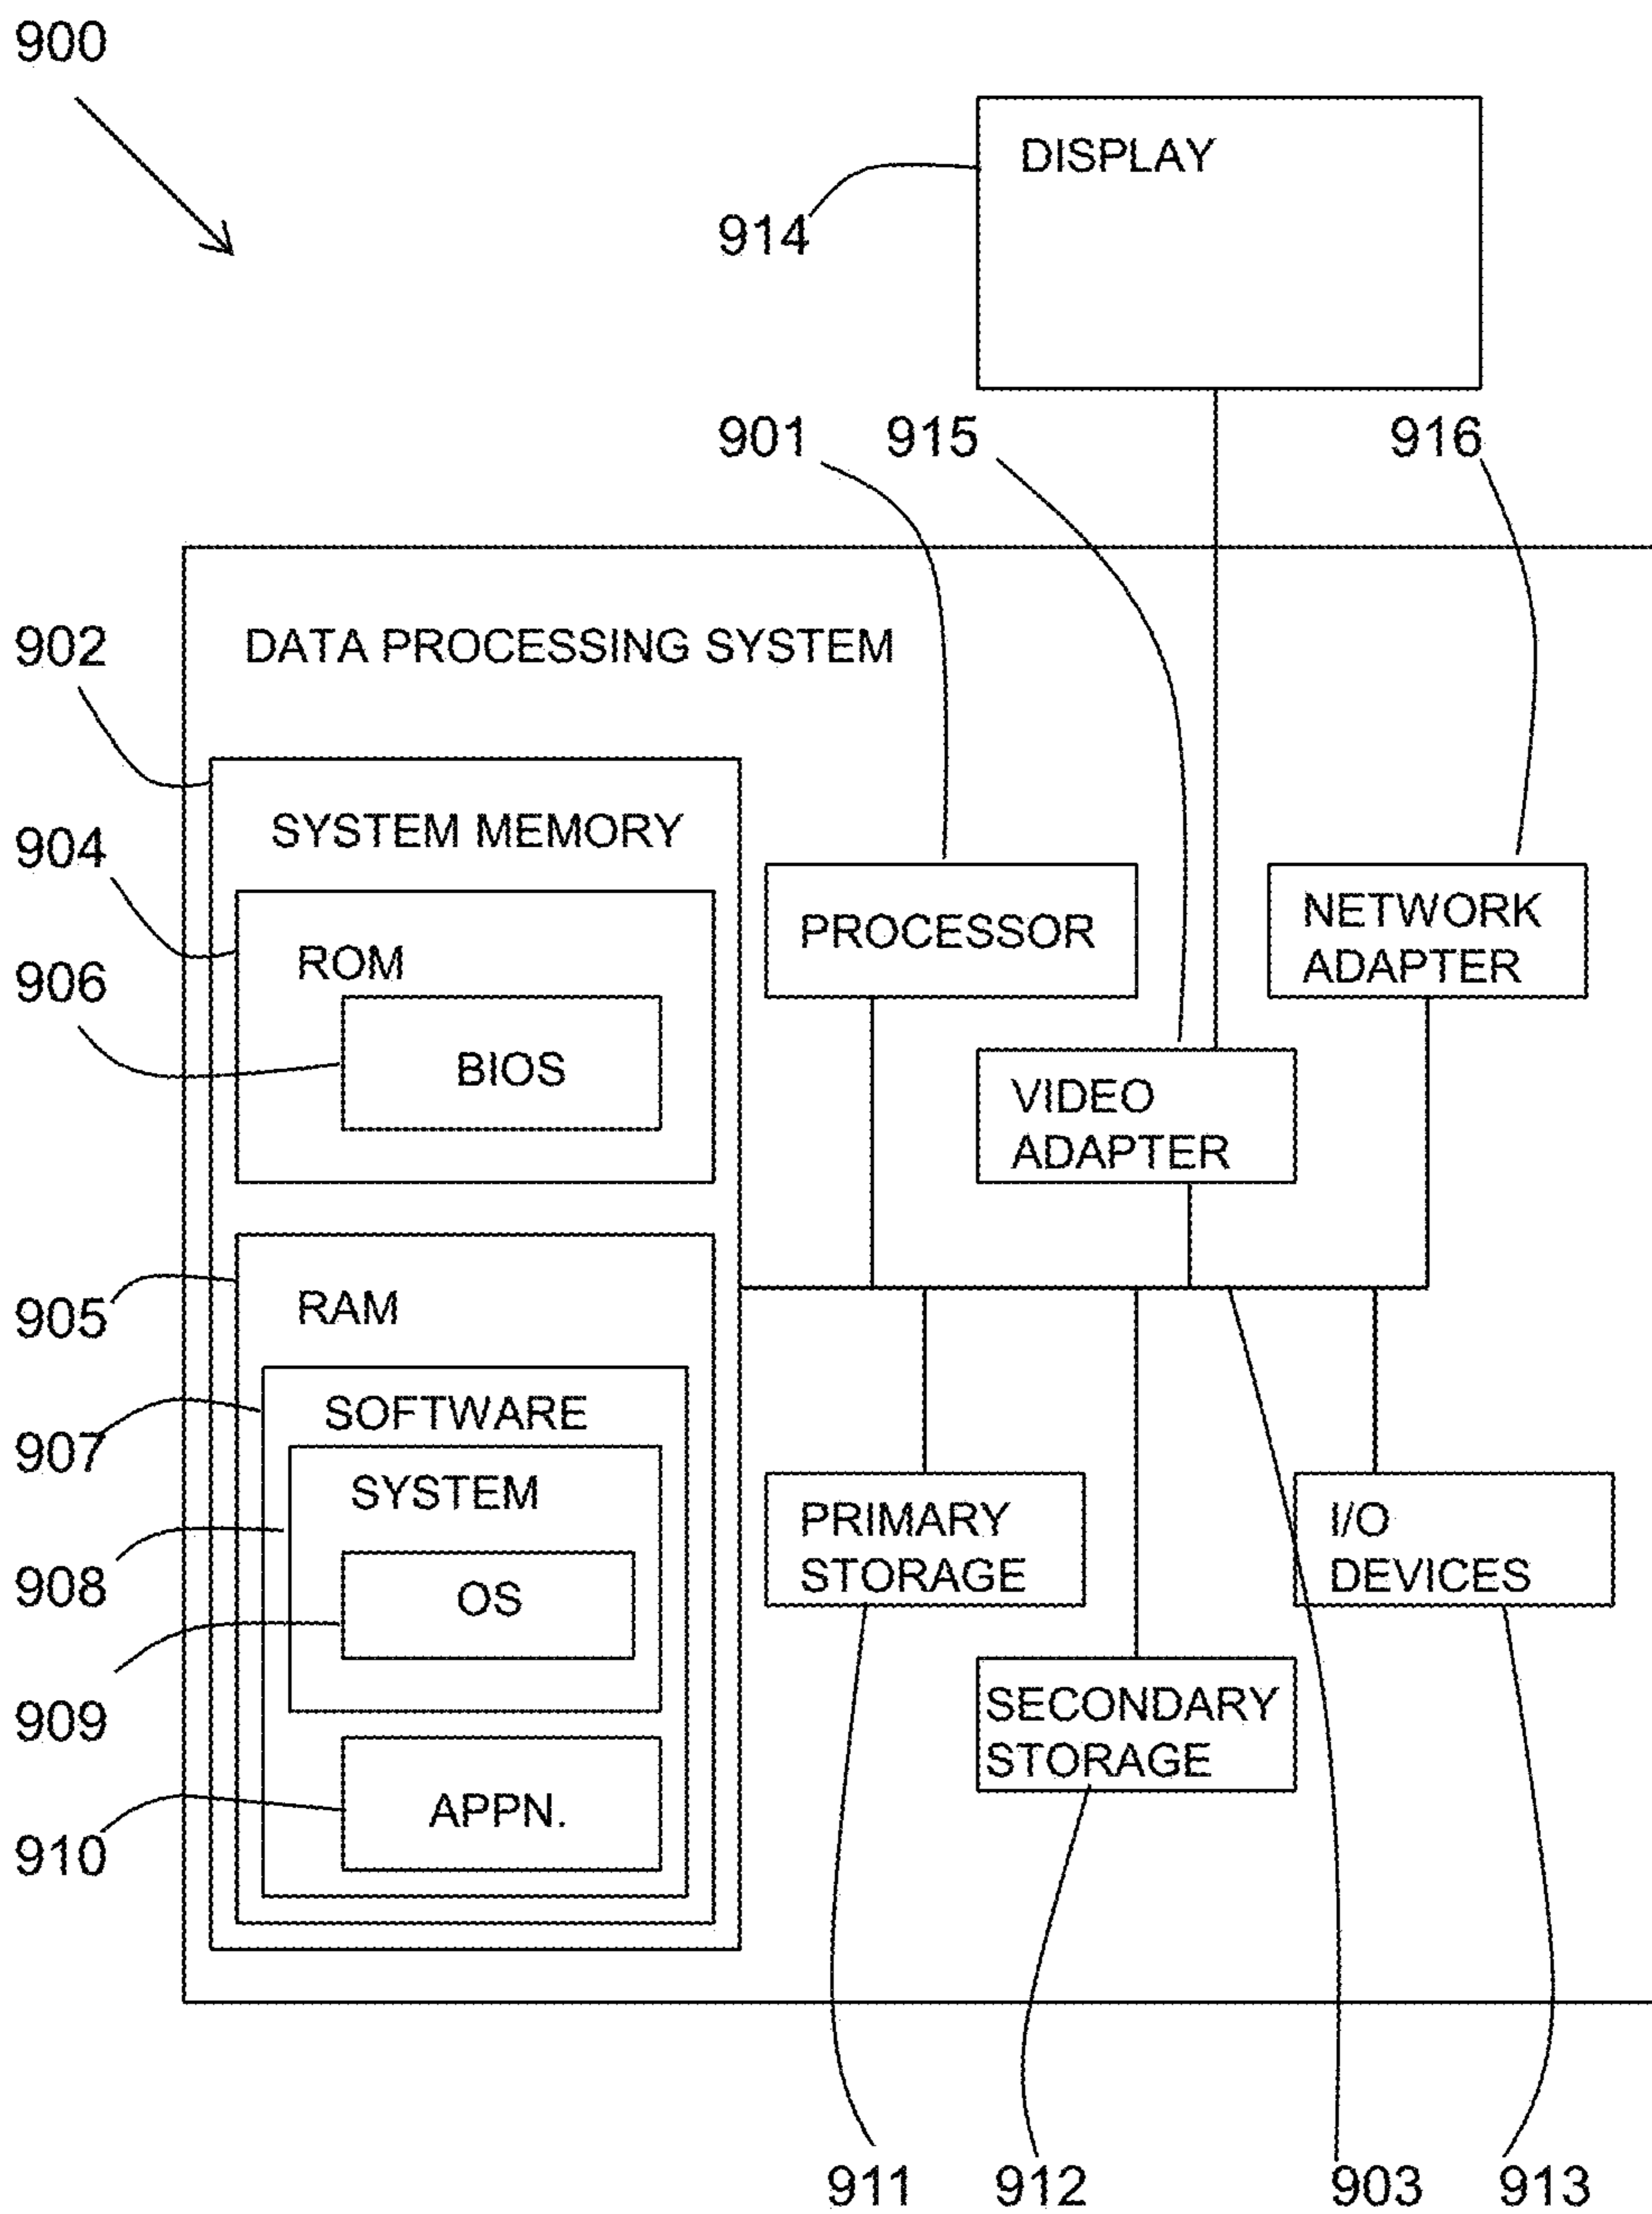 900
DISPLAY
914
901
915
916
902
DATA PROCESSING SYSTEM
SYSTEM MEMORY
904
ROM
906
BIOS
PROCESSOR
NETWORK
ADAPTER
VIDEO
ADAPTER
905
RAM
907
SOFTWARE
SYSTEM
908
OS
909
910
APPN.
PRIMARY
STORAGE
I/O
DEVICES
SECONDARY
STORAGE
911
912
903
913